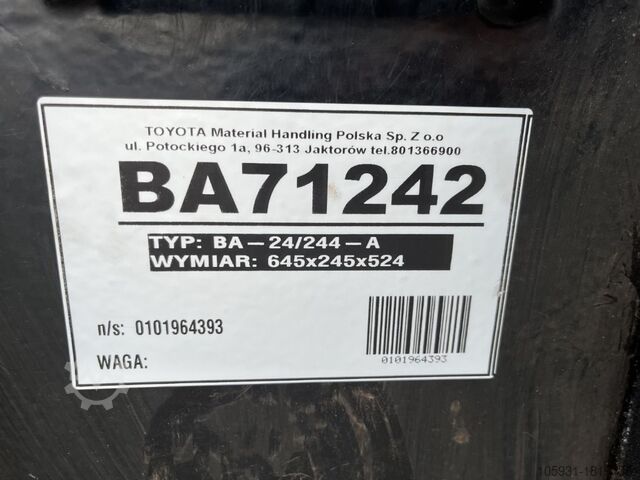 TOYOTA Material Handling Polska Sp. Z o.o
ul. Potockiego 1a, 96-313 Jaktorów tel.801366900
BA71242
TYP: BA-24/244-A
WYMIAR: 645x245x524
n/s: 0101964393
0101964393
WAGA: